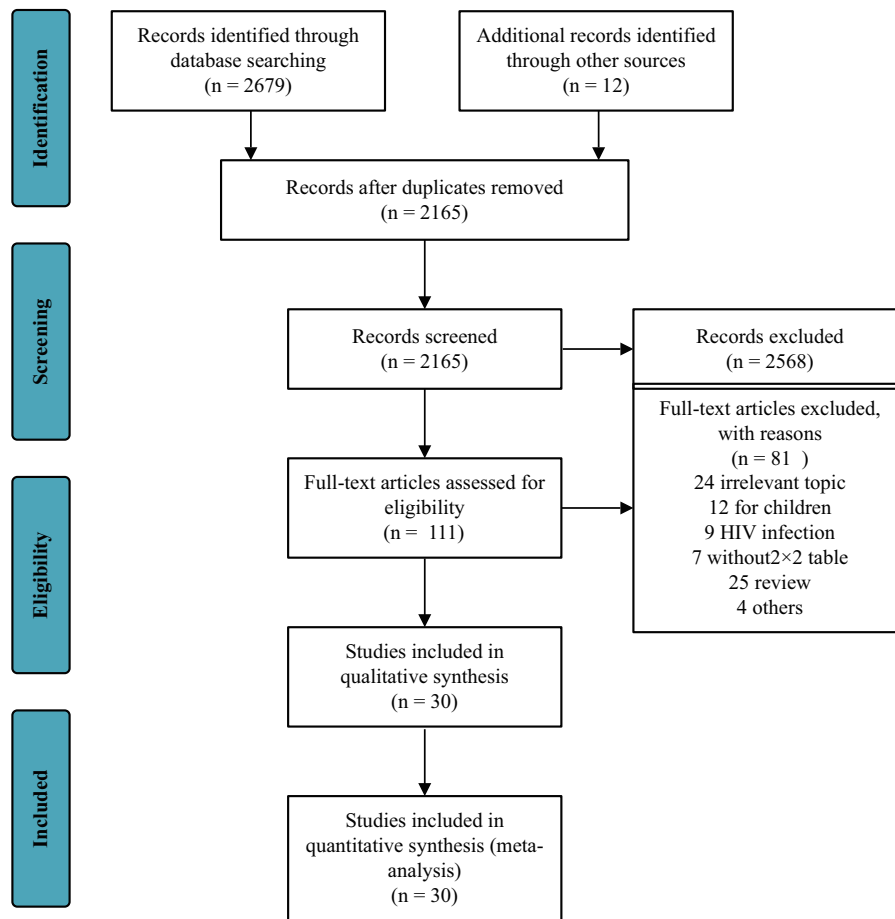 Identification
Records identified through
database searching
(n = 2679)
Additional records identified
through other sources
(n = 12)
Records after duplicates removed
(n = 2165)
Screening
Records screened
(n = 2165)
Records excluded
(n = 2568)
Eligibility
Full-text articles assessed for
eligibility
(n = 111)
Full-text articles excluded,
with reasons
(n = 81 )
24 irrelevant topic
12 for children
9 HIV infection
7 without2×2 table
25 review
4 others
Studies included in
qualitative synthesis
(n = 30)
Included
Studies included in
quantitative synthesis (meta-
analysis)
(n = 30)